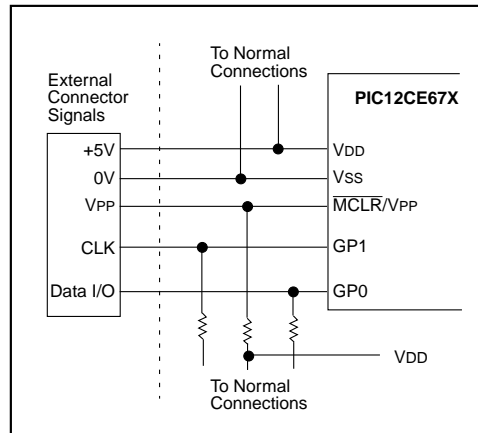 To Normal
Connections
External
Connector
Signals
PIC12CE67X
+5V
VDD
0V
VSS
VPP
MCLR/VPP
CLK
GP1
Data I/O
GP0
VDD
To Normal
Connections